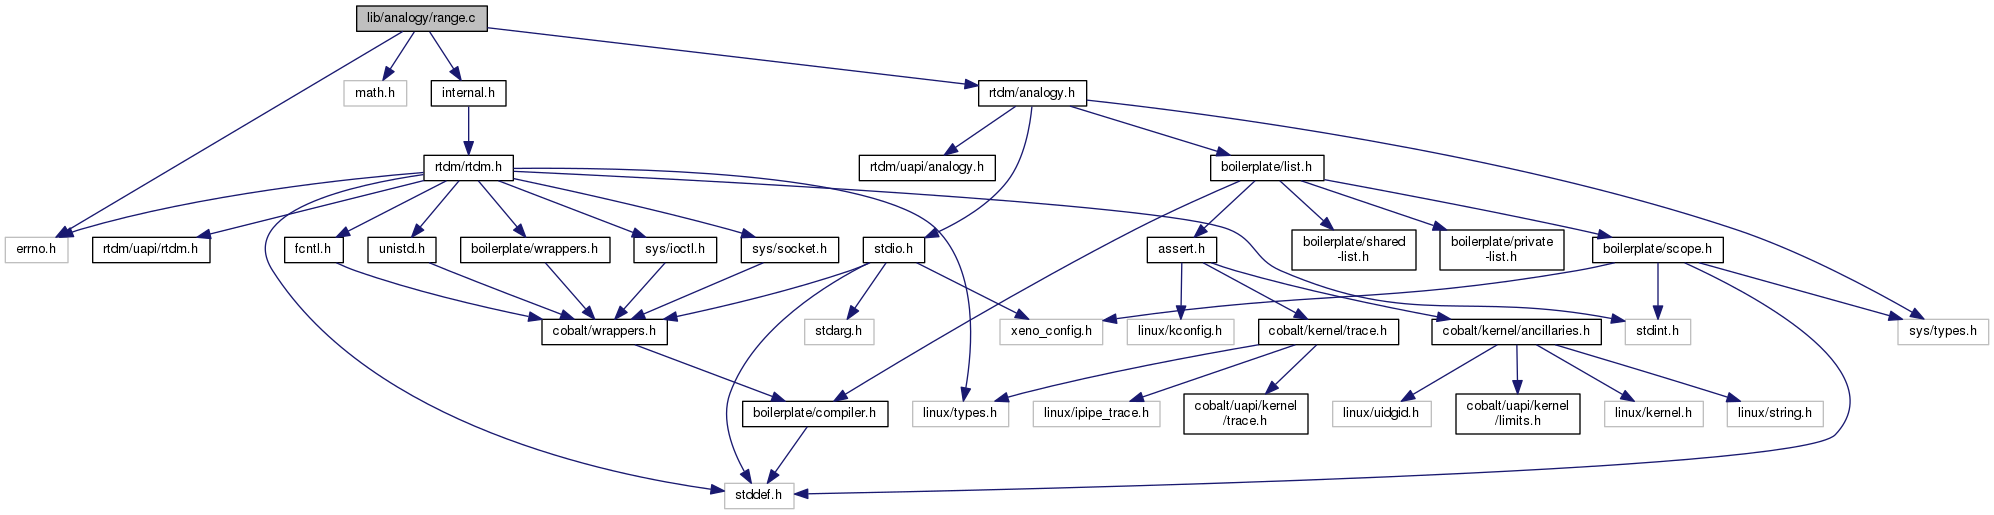 lib/analogy/range.c
math.h
internal.h
rtdm/analogy.h
rtdm/rtdm.h
rtdm/uapi/analogy.h
boilerplate/list.h
errno.h
rtdm/uapi/rtdm.h
fcntl.h
unistd.h
boilerplate/wrappers.h
sys/ioctl.h
sys/socket.h
stdio.h
assert.h
boilerplate/shared
-list.h
boilerplate/private
-list.h
boilerplate/scope.h
cobalt/wrappers.h
stdarg.h
xeno_config.h
linux/kconfig.h
cobalt/kernel/trace.h
cobalt/kernel/ancillaries.h
stdint.h
sys/types.h
boilerplate/compiler.h
linux/types.h
linux/ipipe_trace.h
cobalt/uapi/kernel
/trace.h
linux/uidgid.h
cobalt/uapi/kernel
/limits.h
linux/kernel.h
linux/string.h
stddef.h